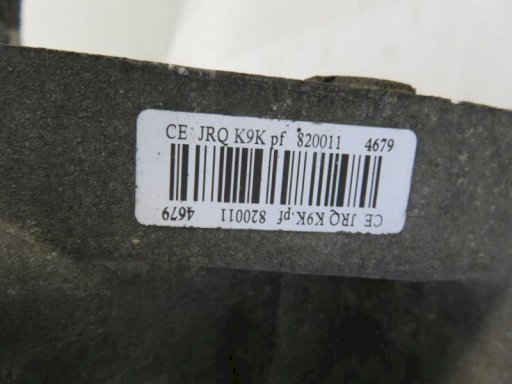 CE JRQ K9K pf 820011 4679
CE JRQ K9K.pf 820011 4679